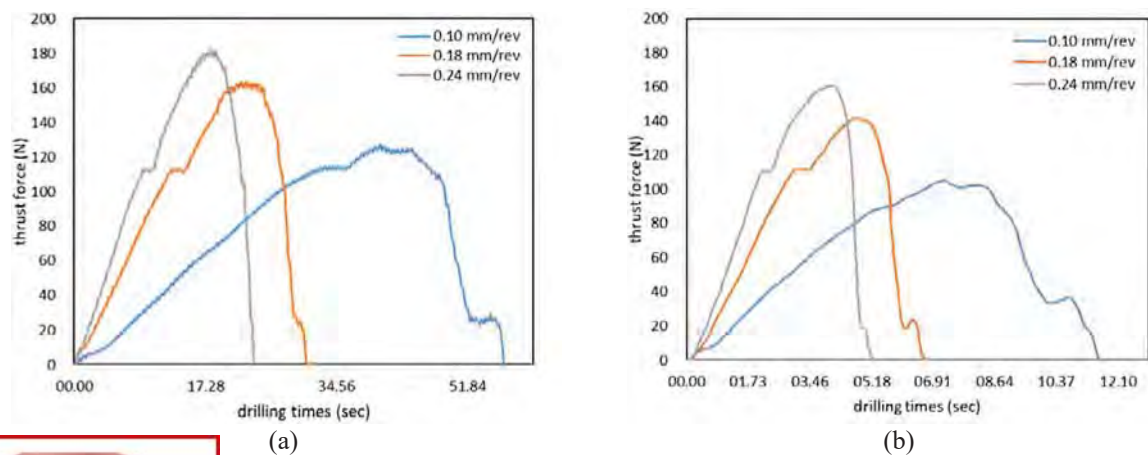 200
180
160
140
120
100
80
60
40
20
0
thrust force (N)
0.10 mm/rev
0.18 mm/rev
0.24 mm/rev
00.00 17.28 34.56 51.84
drilling times (sec)
(a)
200
180
160
140
120
100
80
60
40
20
0
thrust force (N)
0.10 mm/rev
0.18 mm/rev
0.24 mm/rev
00.00 01.73 03.46 05.18 06.91 08.64 10.37 12.10
drilling times (sec)
(b)